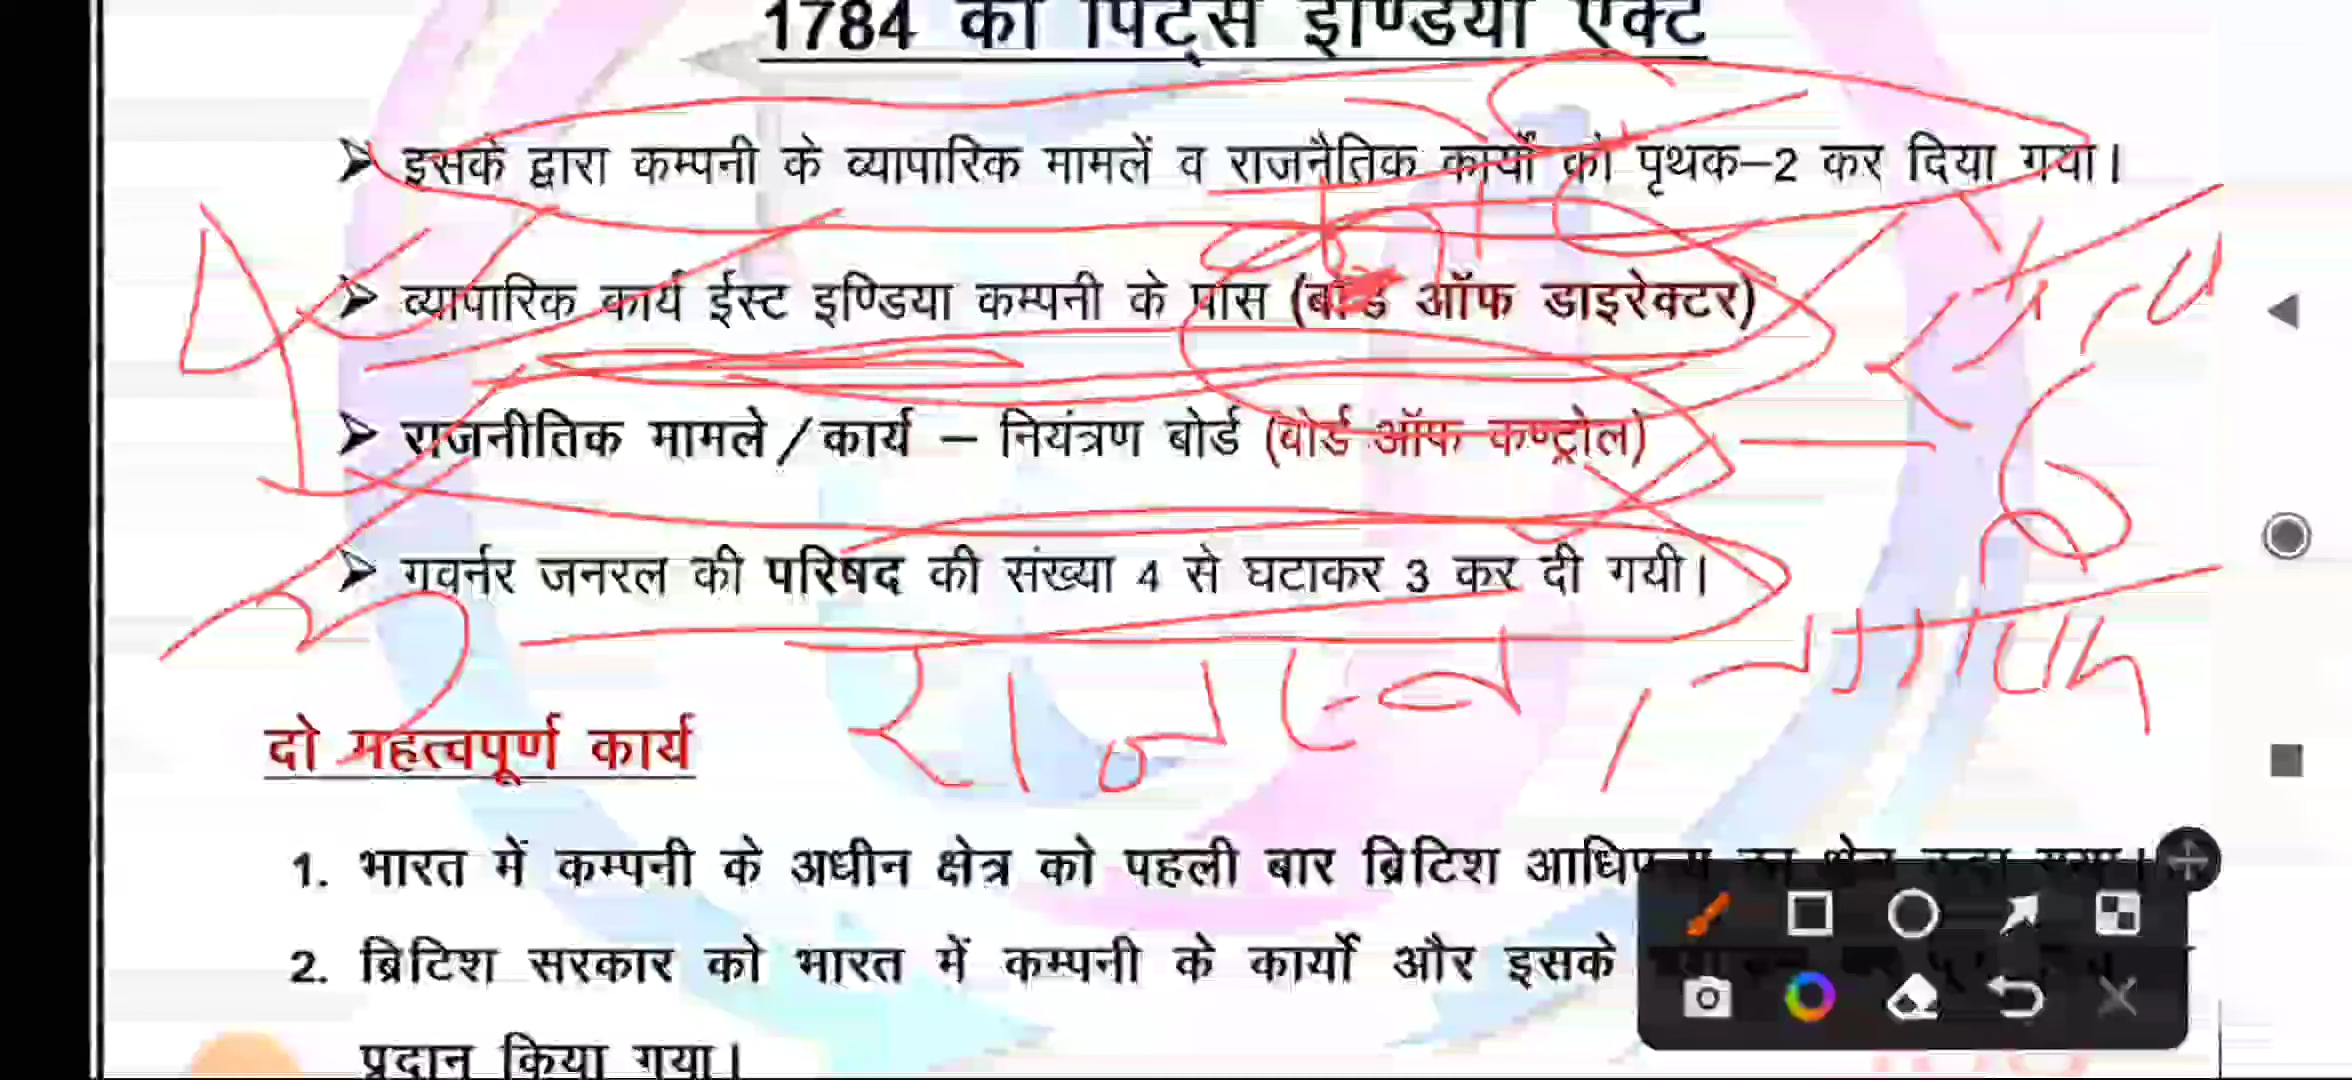 1784 का पिट्स इण्डिया एक्ट
इसके द्वारा कम्पनी के व्यापारिक मामलें व राजनैतिक कार्यों को पृथक–2 कर दिया गया।
व्यापारिक कार्य ईस्ट इण्डिया कम्पनी के पास (बोर्ड ऑफ डाइरेक्टर)
राजनीतिक मामले/कार्य – नियंत्रण बोर्ड (बोर्ड ऑफ कण्ट्रोल)
गवर्नर जनरल की परिषद की संख्या 4 से घटाकर 3 कर दी गयी।
दो महत्वपूर्ण कार्य
1. भारत में कम्पनी के अधीन क्षेत्र को पहली बार ब्रिटिश
2. ब्रिटिश सरकार को भारत में कम्पनी के कार्यो और इसके
प्रदान किया गया।